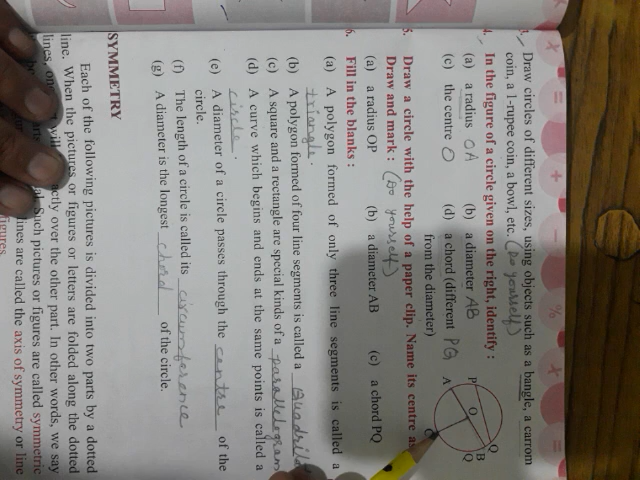 3. Draw circles of different sizes, using objects such as a bangle, a carrom
coin, a 1-rupee coin, a bowl, etc. (Do yourself)
4. In the figure of a circle given on the right, identify :
(a) a radius OA (b) a diameter AB
(c) the centre O (d) a chord (different PQ
from the diameter)
P Q
O B
A Q
5. Draw a circle with the help of a paper clip. Name its centre as
Draw and mark : (Do yourself)
(a) a radius OP (b) a diameter AB (c) a chord PQ
6. Fill in the blanks :
(a) A polygon formed of only three line segments is called a
triangle.
(b) A polygon formed of four line segments is called a
(c) A square and a rectangle are special kinds of a parallelogram
(d) A curve which begins and ends at the same points is called a
circle.
(e) A diameter of a circle passes through the centre of the
circle.
(f) The length of a circle is called its circumference
(g) A diameter is the longest chord of the circle.
SYMMETRY
Each of the following pictures is divided into two parts by a dotted
line. When the pictures or figures or letters are folded along the dotted
lines, one will exactly over the other part. In other words, we say
Such pictures or figures are called symmetric
figures.
lines are called the axis of symmetry or line